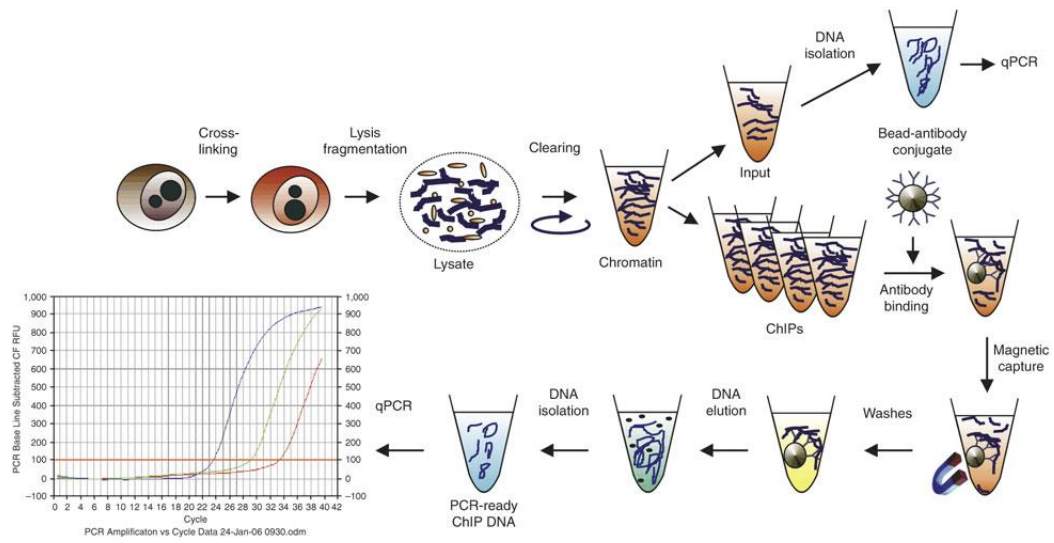 Cross-
linking
Lysis
fragmentation
Lysate
Clearing
Chromatin
Input
DNA
isolation
qPCR
Bead-antibody
conjugate
ChIPs
Antibody
binding
Magnetic
capture
Washes
DNA
elution
DNA
isolation
PCR-ready
ChIP DNA
qPCR
PCR Base Line Subtracted CF RFU
1,000
900
800
700
600
500
400
300
200
100
0
−100
1,000
900
800
700
600
500
400
300
200
100
0
−100
0 2 4 6 8 10 12 14 16 18 20 22 24 26 28 30 32 34 36 38 40 42
Cycle
PCR Amplificaton vs Cycle Data 24-Jan-06 0930.odm